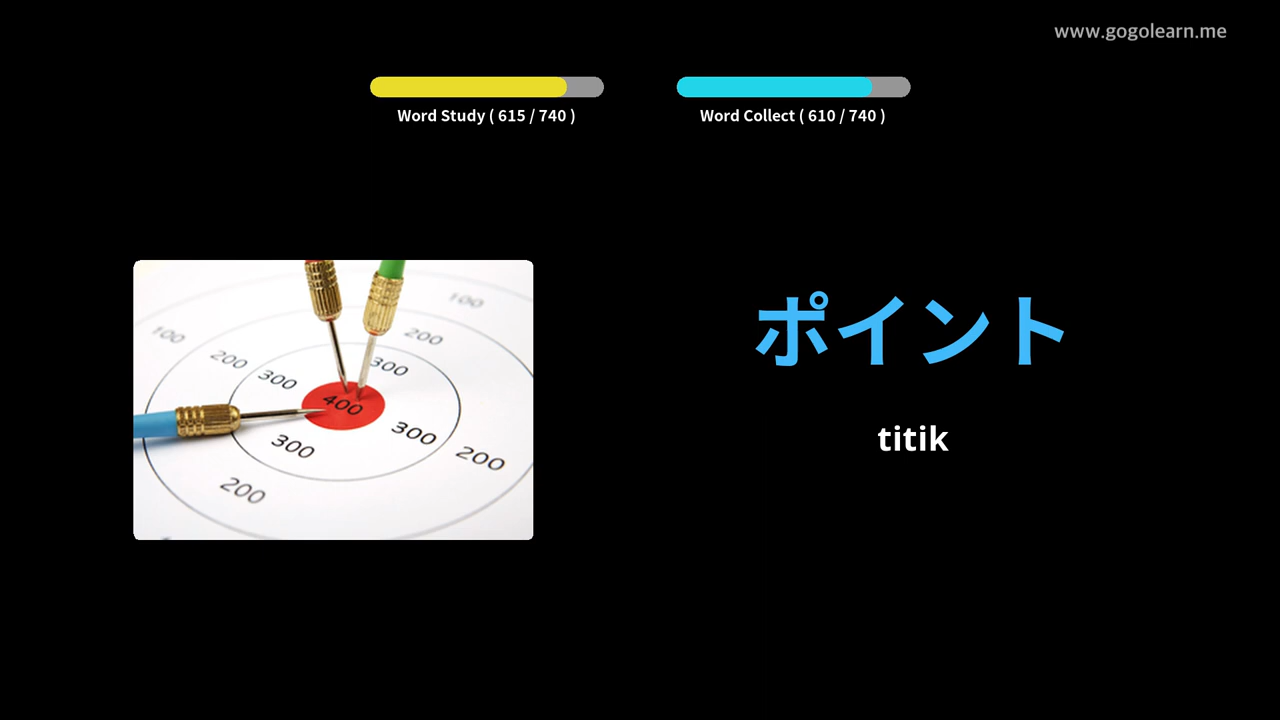 www.gogolearn.me
Word Study ( 615 / 740 )
Word Collect ( 610 / 740 )
100
100
200
200
300
300
400
300
300
200
200
ポイント
titik